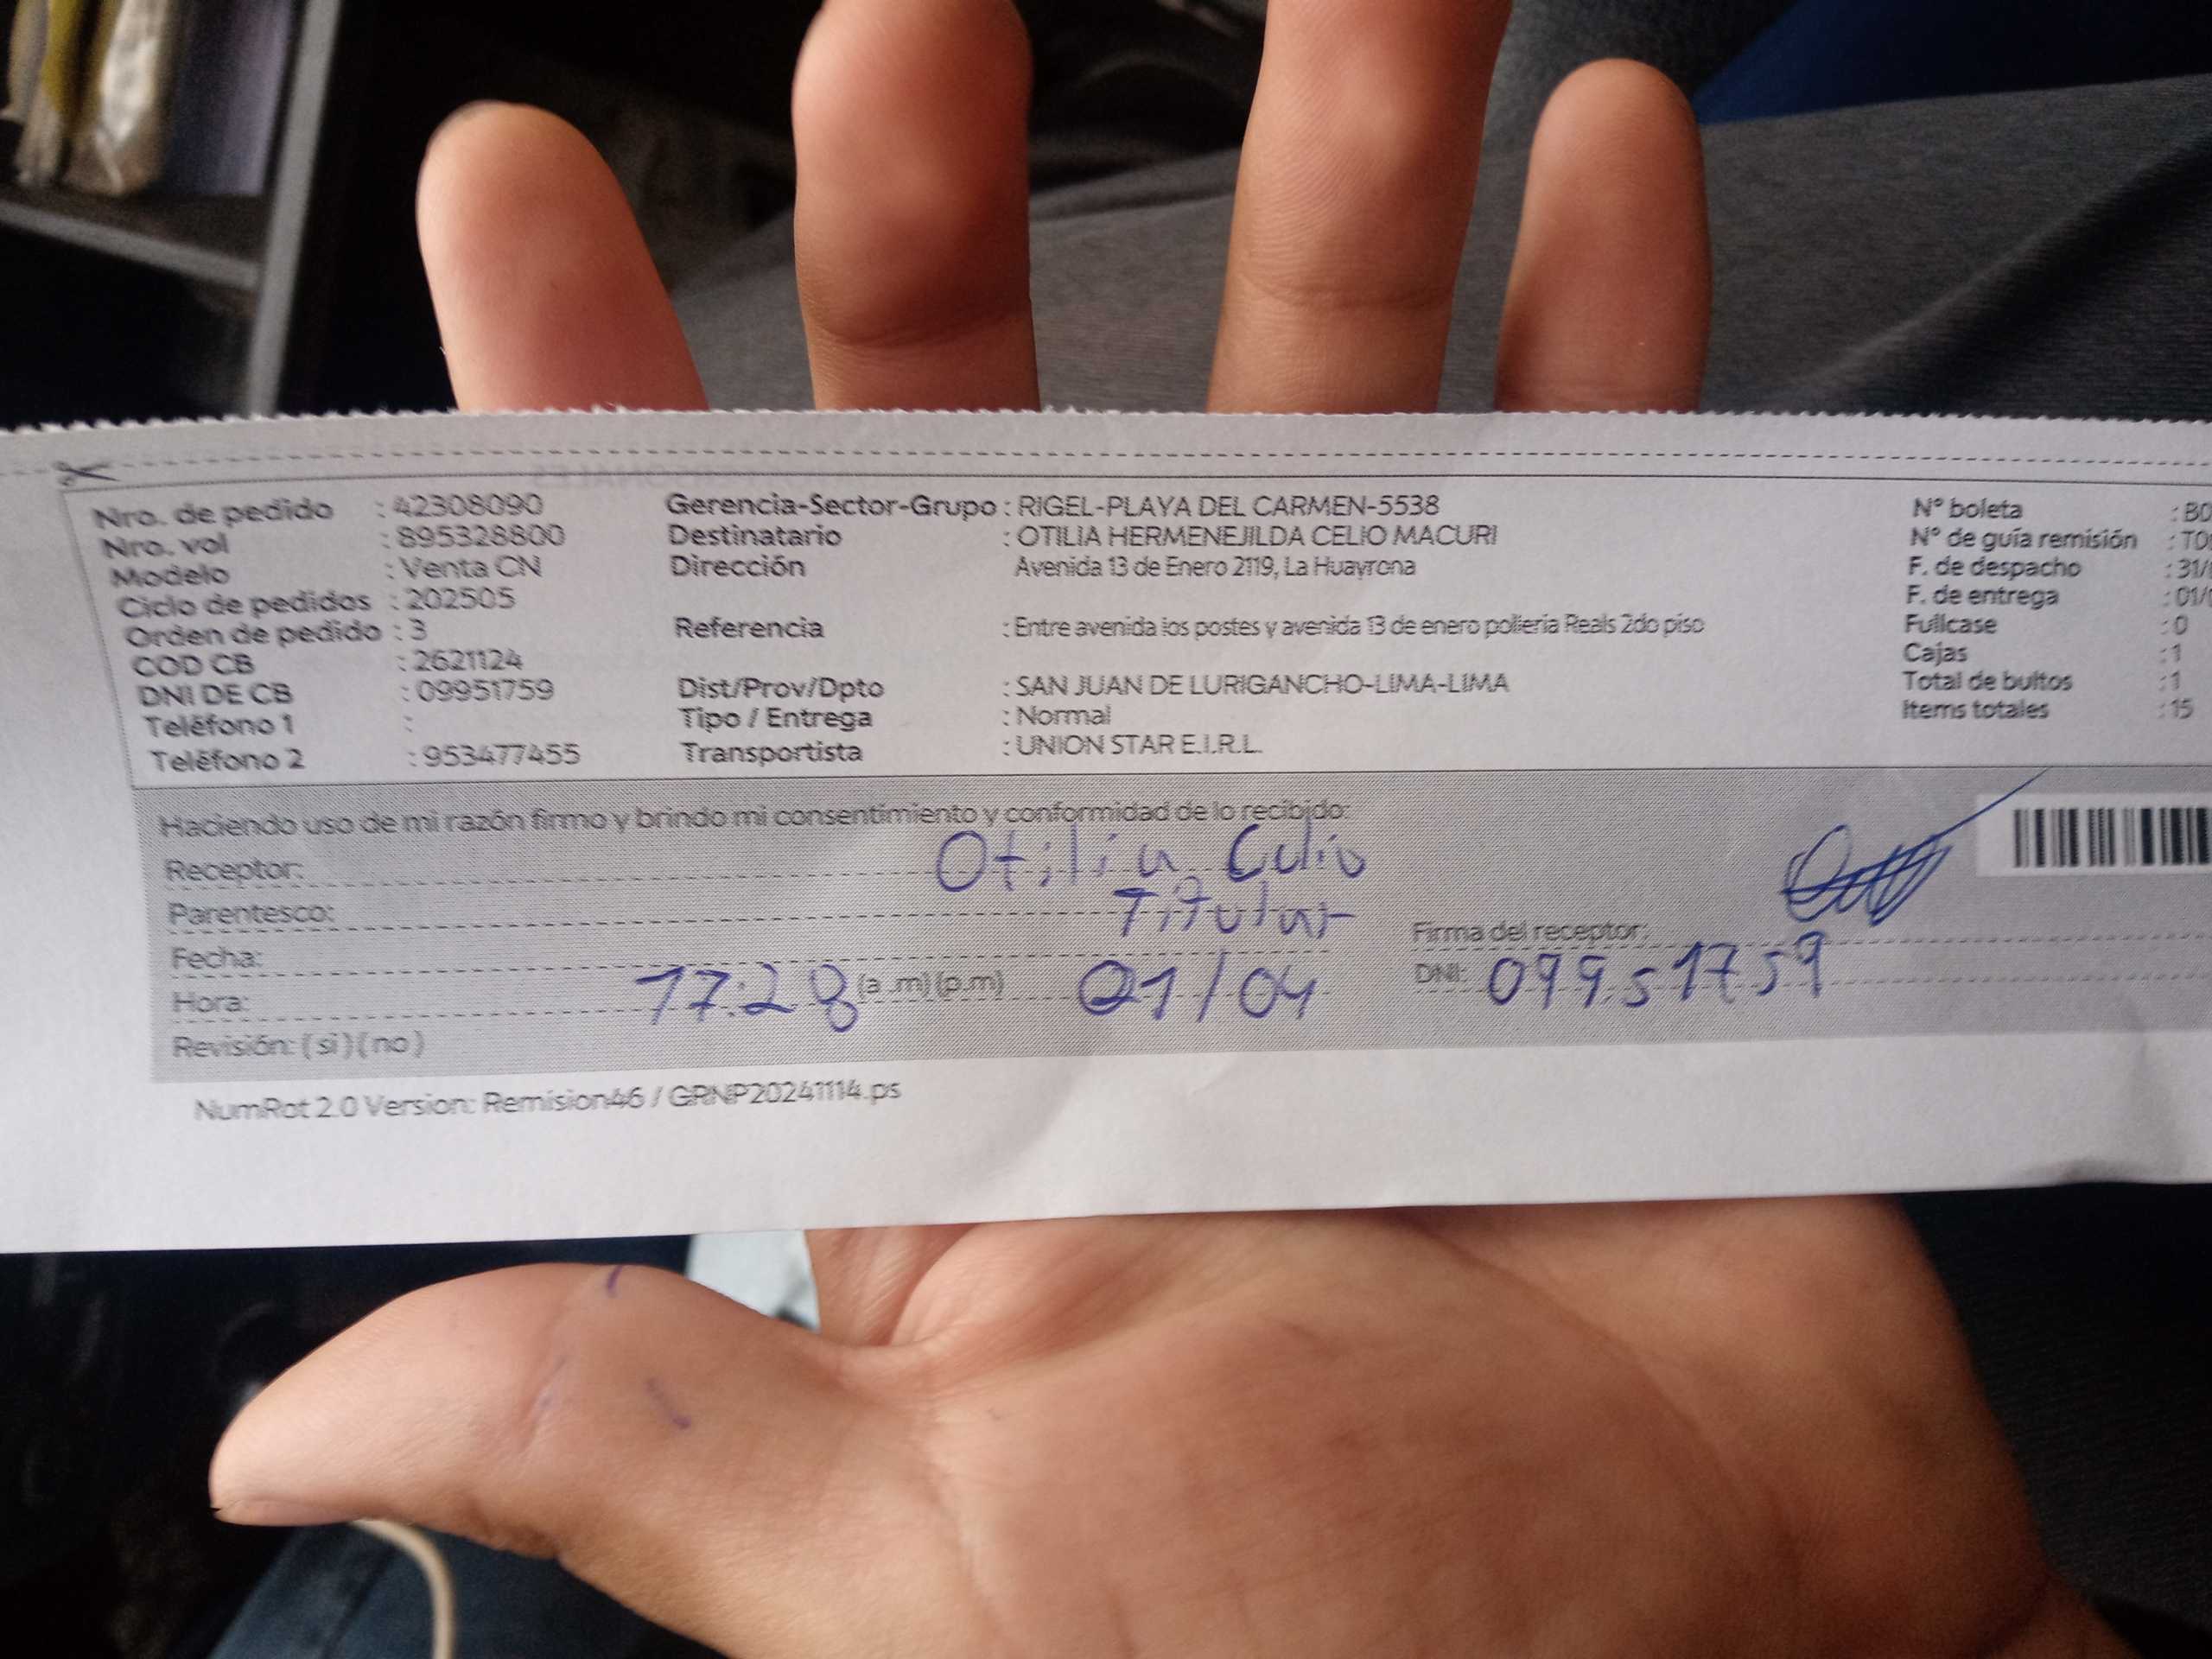 Nro. de pedido : 42308090
Nro. vol : 895328800
Modelo : Venta CN
Ciclo de pedidos : 202505
Orden de pedido : 3
COD CB : 2621124
DNI DE CB : 09951759
Teléfono 1 :
Teléfono 2 : 953477455
Gerencia-Sector-Grupo : RIGEL-PLAYA DEL CARMEN-5538
Destinatario : OTILIA HERMENEJILDA CELIO MACURI
Dirección Avenida 13 de Enero 2119, La Huayrona
Referencia : Entre avenida los postes y avenida 13 de enero polleria Reals 2do piso
Dist/Prov/Dpto : SAN JUAN DE LURIGANCHO-LIMA-LIMA
Tipo / Entrega : Normal
Transportista : UNION STAR E.I.R.L.
N° boleta : B0
N° de guía remisión :
F. de despacho : 31/
F. de entrega : 01/
Fullcase : 0
Cajas : 1
Total de bultos : 1
Items totales : 15
Haciendo uso de mi razón firmo y brindo mi consentimiento y conformidad de lo recibido:
Receptor: Otilia Celio
Parentesco: Titular
Fecha:
Hora: 17:28 (a.m)(p.m) 01/04
Revisión: (si)(no)
Firma del receptor:
DNI: 09951759
NumRot 2.0 Version: Remision46 / GRNP20241114.ps